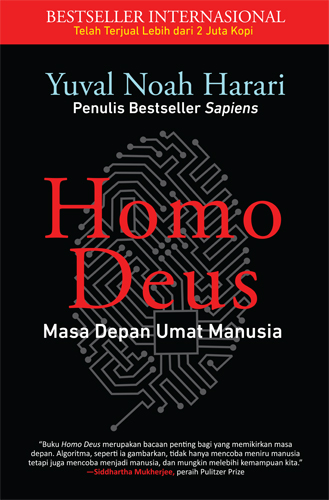 BESTSELLER INTERNASIONAL
Telah Terjual Lebih dari 2 Juta Kopi
Yuval Noah Harari
Penulis Bestseller Sapiens
Homo
Deus
Masa Depan Umat Manusia
“Buku Homo Deus merupakan bacaan penting bagi yang memikirkan masa
depan. Algoritma, seperti ia gambarkan, tidak hanya mencoba meniru manusia
tetapi juga mencoba menjadi manusia, dan mungkin melebihi kemampuan kita.”
—Siddhartha Mukherjee, peraih Pulitzer Prize